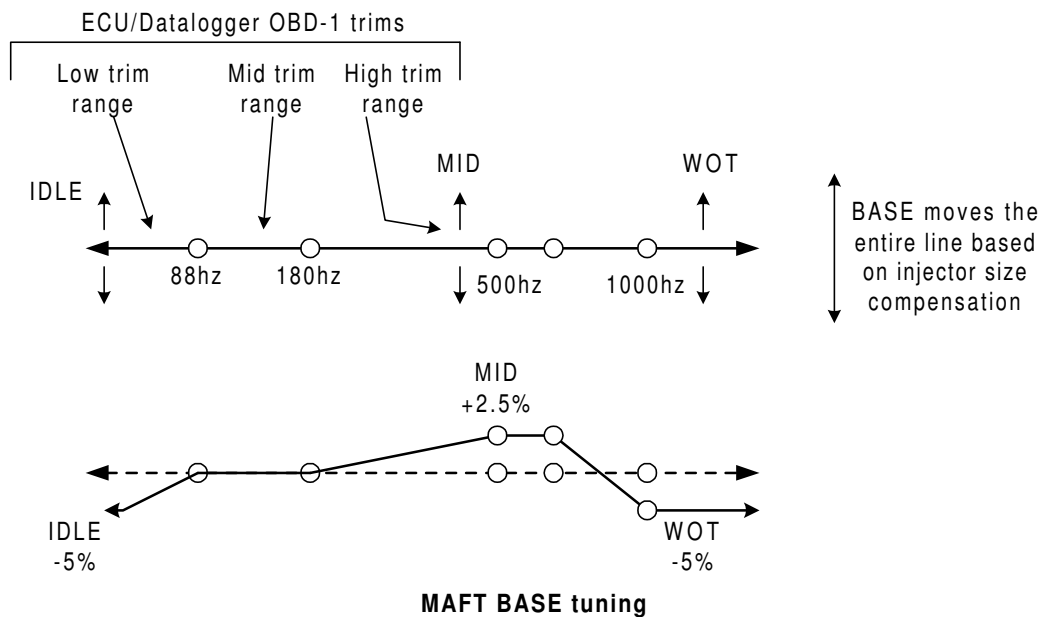 ECU/Datalogger OBD-1 trims
Low trim
range
Mid trim
range
High trim
range
IDLE
MID
WOT
88hz
180hz
500hz
1000hz
BASE moves the
entire line based
on injector size
compensation
MID
+2.5%
IDLE
-5%
WOT
-5%
MAFT BASE tuning